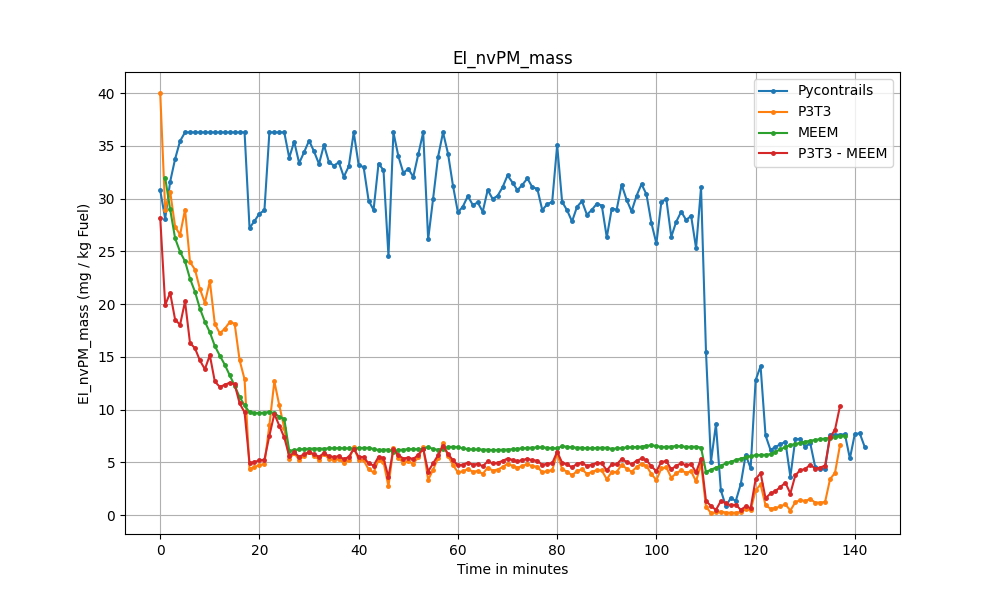 EI_nvPM_mass
EI_nvPM_mass (mg / kg Fuel)
40
35
30
25
20
15
10
5
0
Pycontrails
P3T3
MEEM
P3T3 - MEEM
0 20 40 60 80 100 120 140
Time in minutes